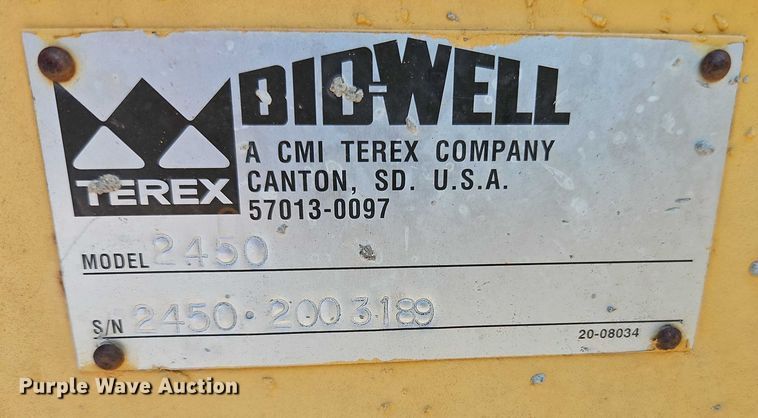 BID-WELL
TEREX
A CMI TEREX COMPANY
CANTON, SD. U.S.A.
57013-0097
MODEL 2450
S/N 2450·2003189
20-08034
Purple Wave Auction